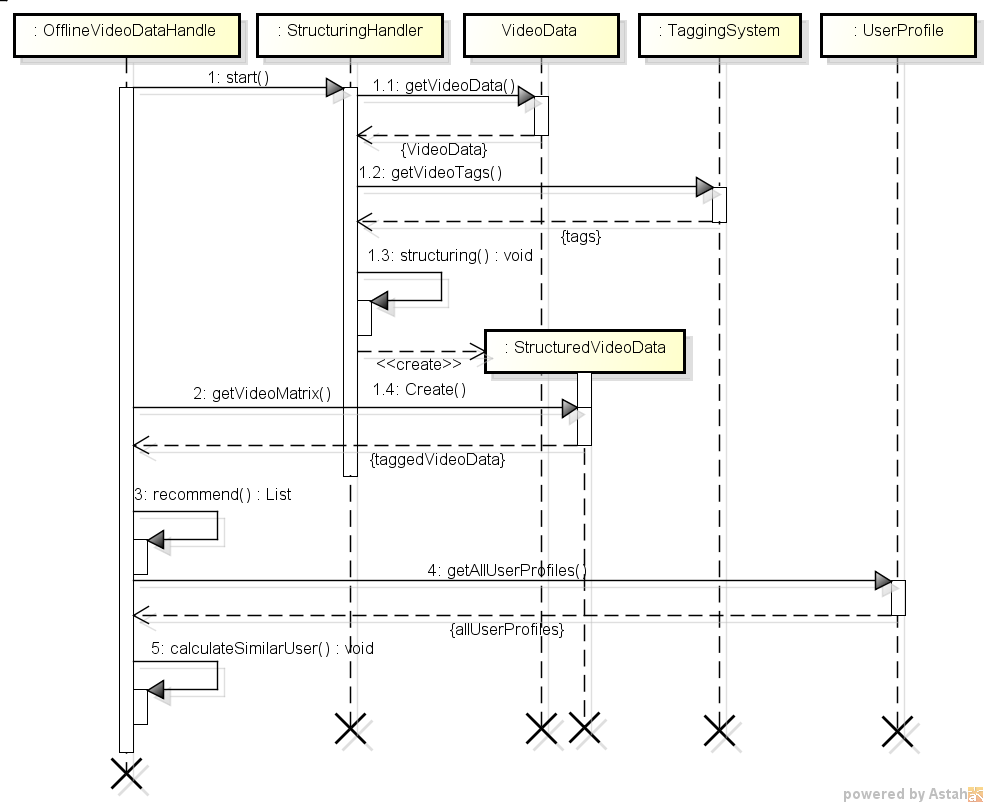 : OfflineVideoDataHandle
: StructuringHandler
VideoData
: TaggingSystem
: UserProfile
1: start()
1.1: getVideoData()
{VideoData}
1.2: getVideoTags()
{tags}
1.3: structuring() : void
: StructuredVideoData
<<create>>
1.4: Create()
2: getVideoMatrix()
{taggedVideoData}
3: recommend() : List
4: getAllUserProfiles()
{allUserProfiles}
5: calculateSimilarUser() : void
powered by Astah